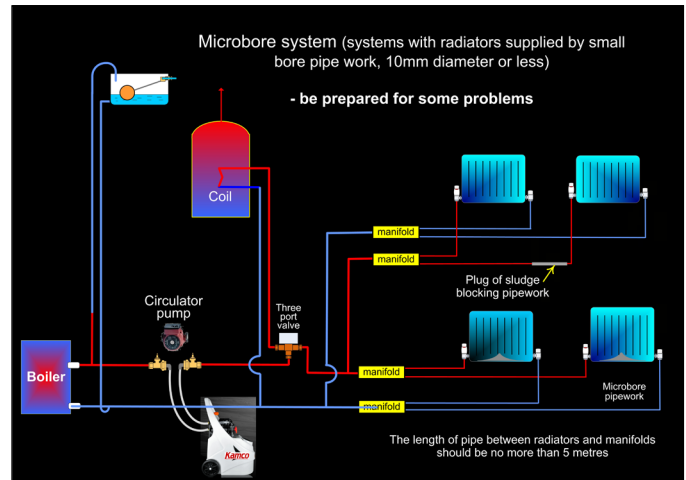 Microbore system (systems with radiators supplied by small
bore pipe work, 10mm diameter or less)
- be prepared for some problems
Coil
manifold
manifold
Plug of sludge
blocking pipework
Circulator
pump
Three
port
valve
Boiler
manifold
manifold
Microbore
pipework
Kamco
The length of pipe between radiators and manifolds
should be no more than 5 metres